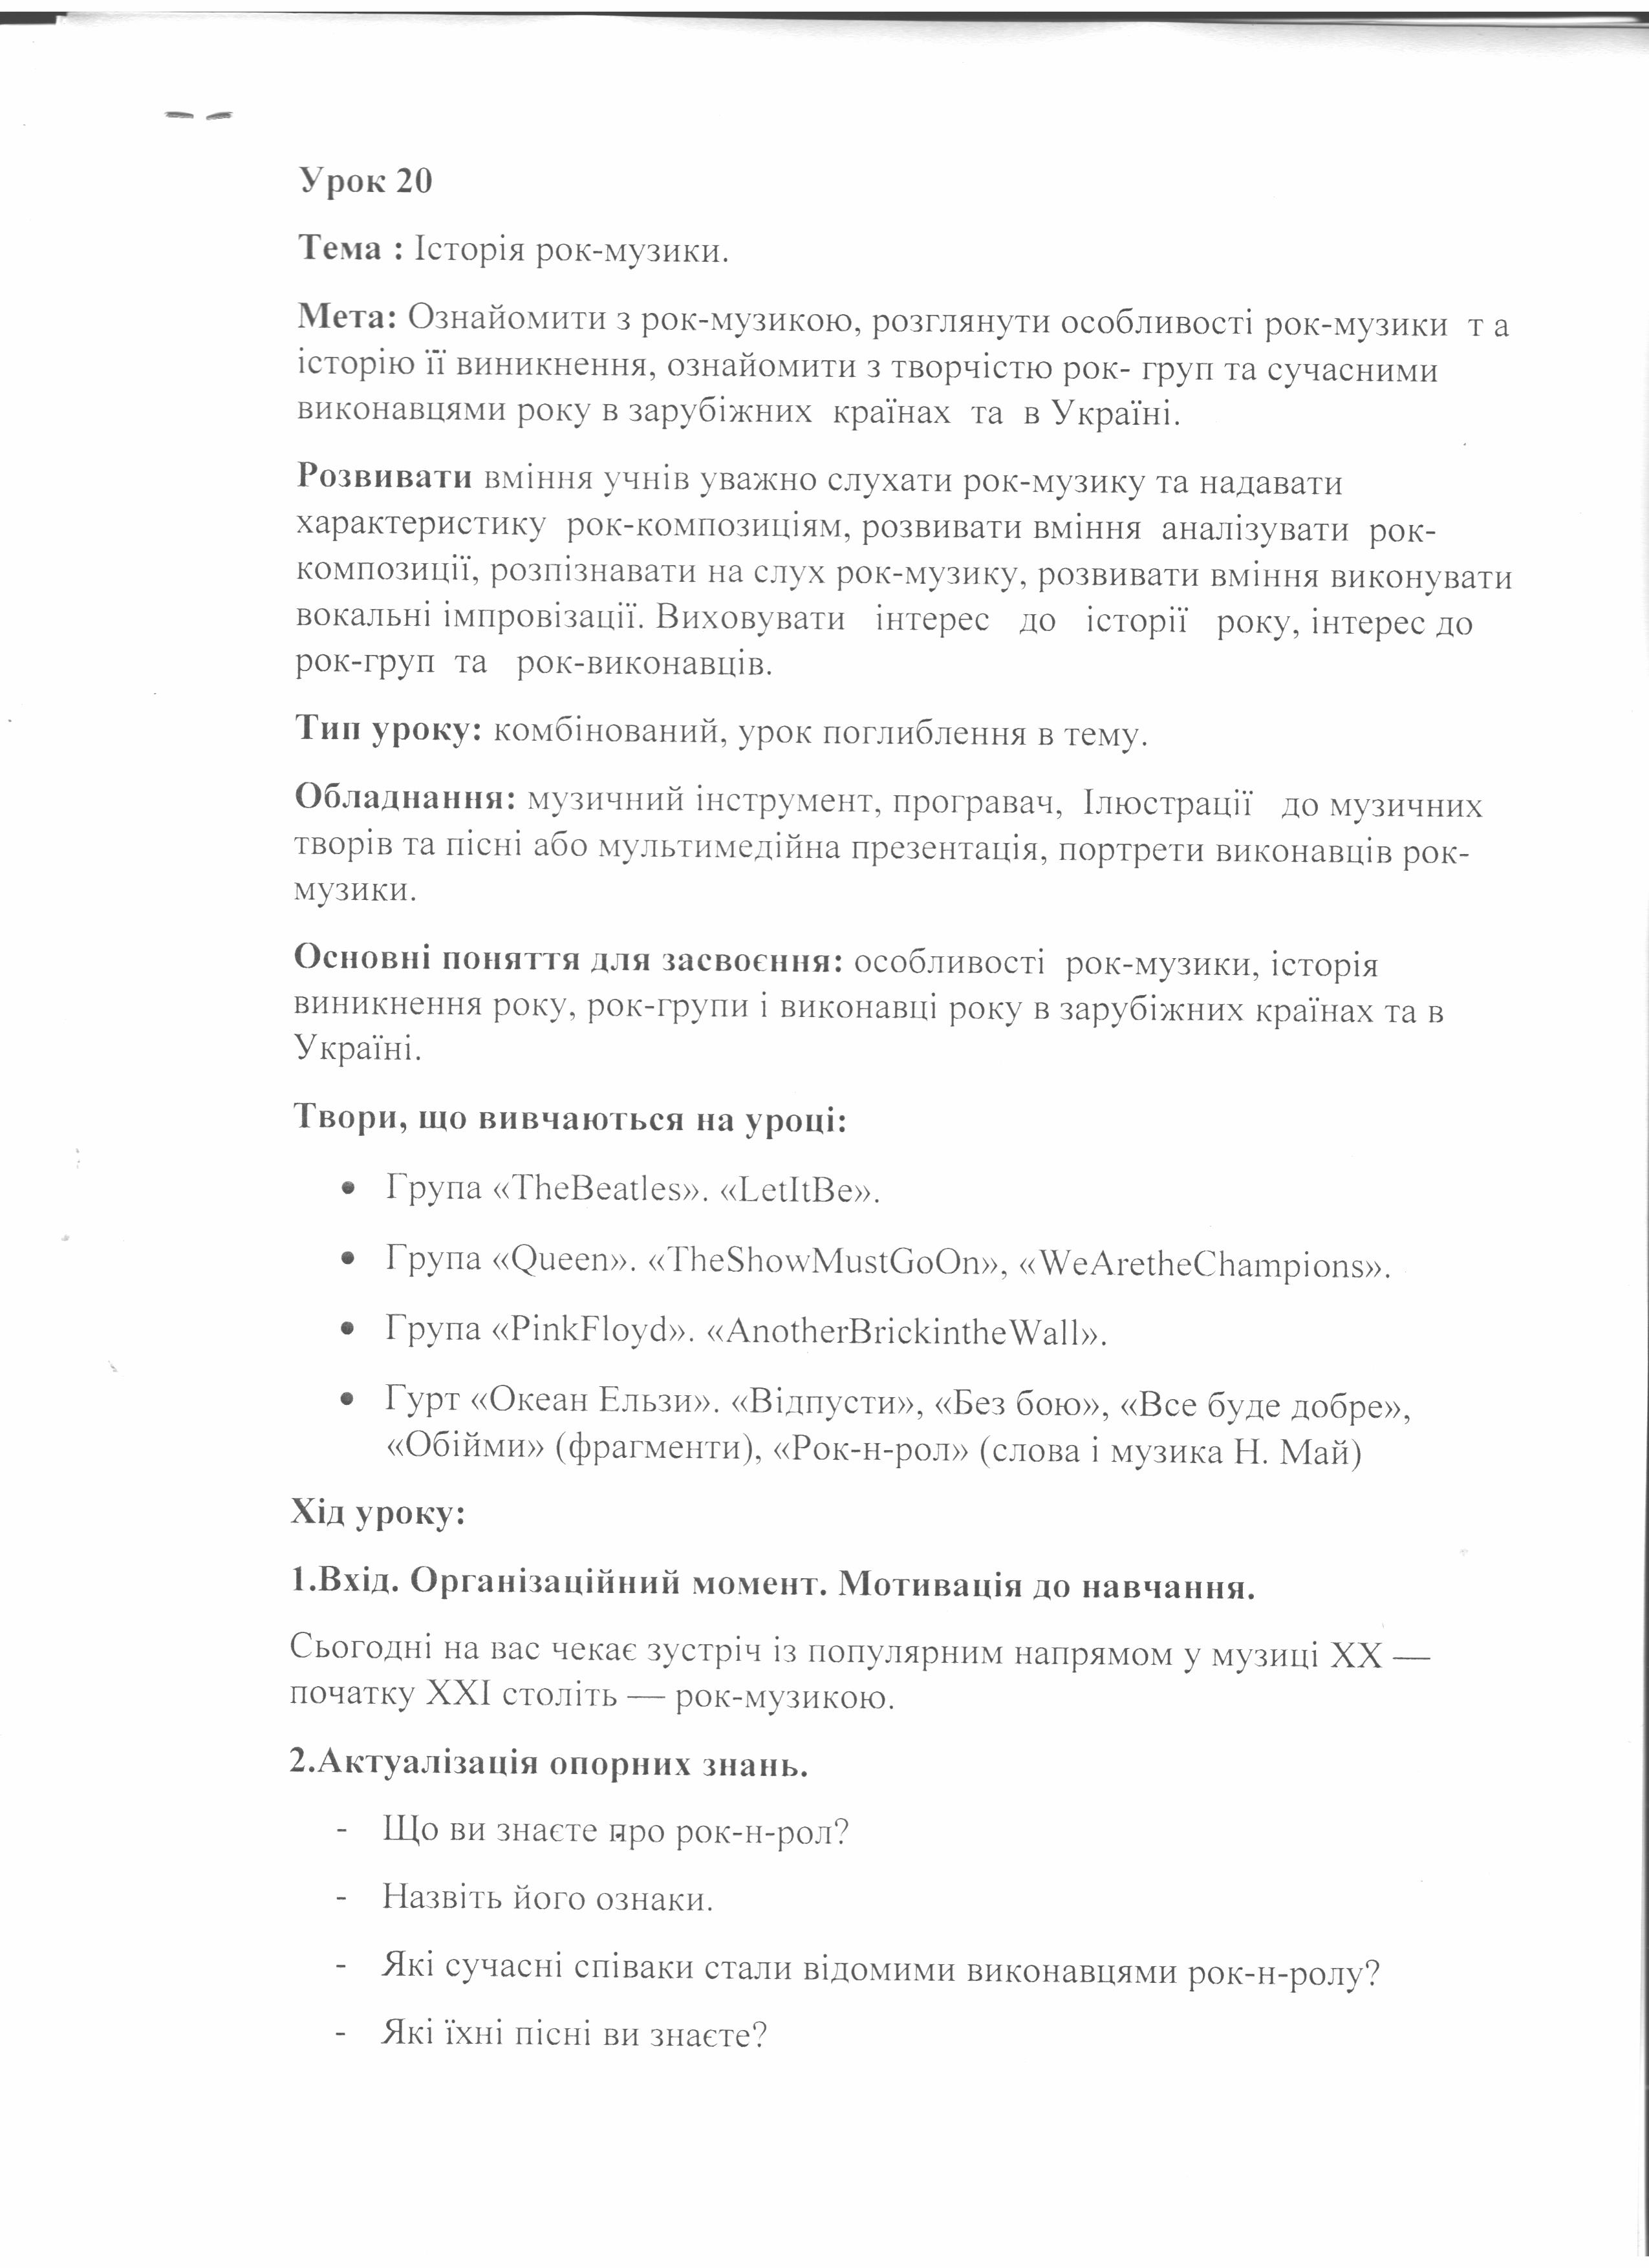 Урок 20
Тема : Історія рок-музики.
Мета: Ознайомити з рок-музикою, розглянути особливості рок-музики т а
історію її виникнення, ознайомити з творчістю рок- груп та сучасними
виконавцями року в зарубіжних країнах та в Україні.
Розвивати вміння учнів уважно слухати рок-музику та надавати
характеристику рок-композиціям, розвивати вміння аналізувати рок-
композиції, розпізнавати на слух рок-музику, розвивати вміння виконувати
вокальні імпровізації. Виховувати інтерес до історії року, інтерес до
рок-груп та рок-виконавців.
Тип уроку: комбінований, урок поглиблення в тему.
Обладнання: музичний інструмент, програвач, Ілюстрації до музичних
творів та пісні або мультимедійна презентація, портрети виконавців рок-
музики.
Основні поняття для засвоєння: особливості рок-музики, історія
виникнення року, рок-групи і виконавці року в зарубіжних країнах та в
Україні.
Твори, що вивчаються на уроці:
• Група «TheBeatles». «LetItBe».
• Група «Queen». «TheShowMustGoOn», «WeAretheChampions».
• Група «PinkFloyd». «AnotherBrickintheWall».
• Гурт «Океан Ельзи». «Відпусти», «Без бою», «Все буде добре»,
«Обійми» (фрагменти), «Рок-н-рол» (слова і музика Н. Май)
Хід уроку:
1.Вхід. Організаційний момент. Мотивація до навчання.
Сьогодні на вас чекає зустріч із популярним напрямом у музиці ХХ —
початку ХХІ століть — рок-музикою.
2.Актуалізація опорних знань.
- Що ви знаєте про рок-н-рол?
- Назвіть його ознаки.
- Які сучасні співаки стали відомими виконавцями рок-н-ролу?
- Які їхні пісні ви знаєте?